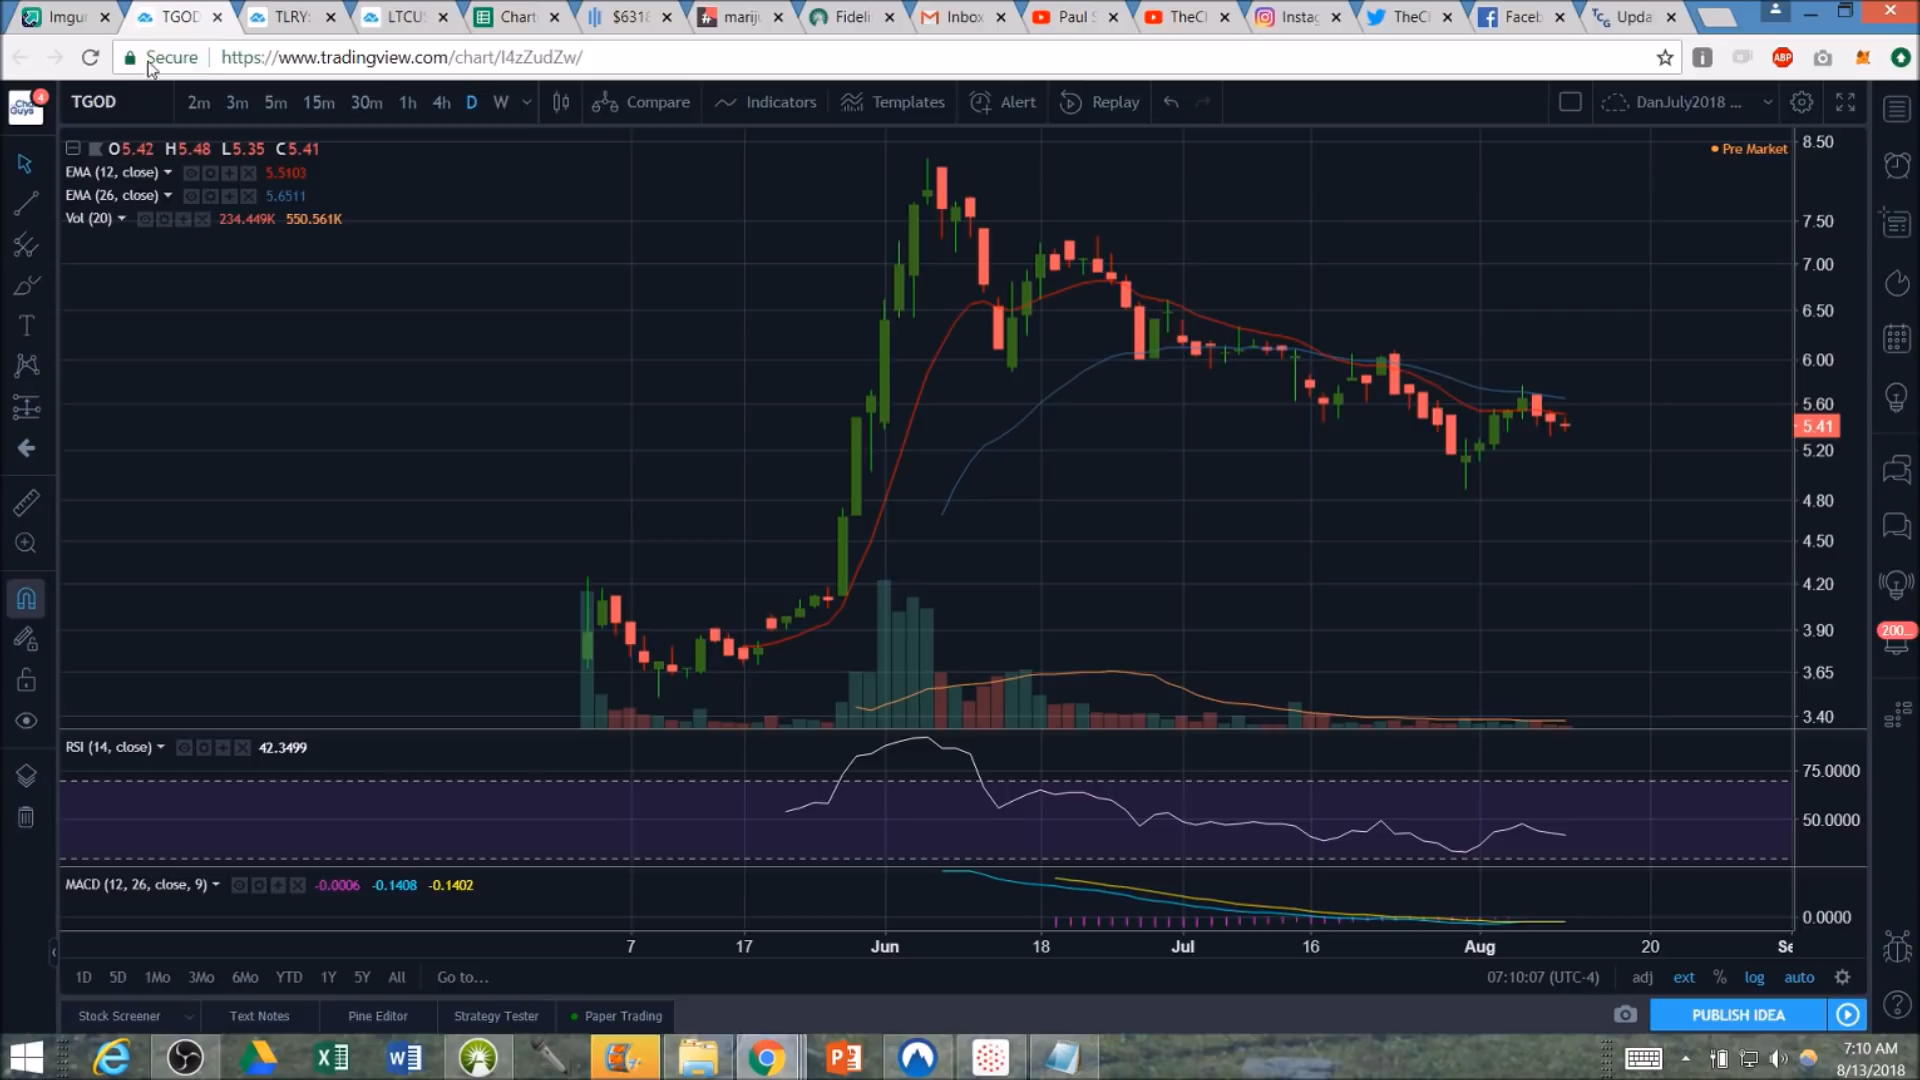 Imgur
TGOD
TLRY:
LTCU
Chart
$631
mariju
Fideli
Inbox
Paul
TheCl
Insta
TheCl
Faceb
TCG Upda
Secure
https://www.tradingview.com/chart/I4zZudZw/
ABP
4
Guys
TGOD
2m 3m 5m 15m 30m 1h 4h D W
Compare
Indicators
Templates
Alert
Replay
DanJuly2018 ...
O5.42 H5.48 L5.35 C5.41
Pre Market
EMA (12, close) 5.5103
EMA (26, close) 5.6511
Vol (20) 234.449K 550.561K
8.50
7.50
7.00
6.50
6.00
5.60
5.41
5.20
4.80
4.50
4.20
3.90
3.65
3.40
200...
RSI (14, close) 42.3499
75.0000
50.0000
MACD (12, 26, close, 9) -0.0006 -0.1408 -0.1402
0.0000
7 17 Jun 18 Jul 16 Aug 20
1D 5D 1Mo 3Mo 6Mo YTD 1Y 5Y All Go to...
07:10:07 (UTC-4) adj ext % log auto
Stock Screener
Text Notes
Pine Editor
Strategy Tester
Paper Trading
PUBLISH IDEA
7:10 AM
8/13/2018